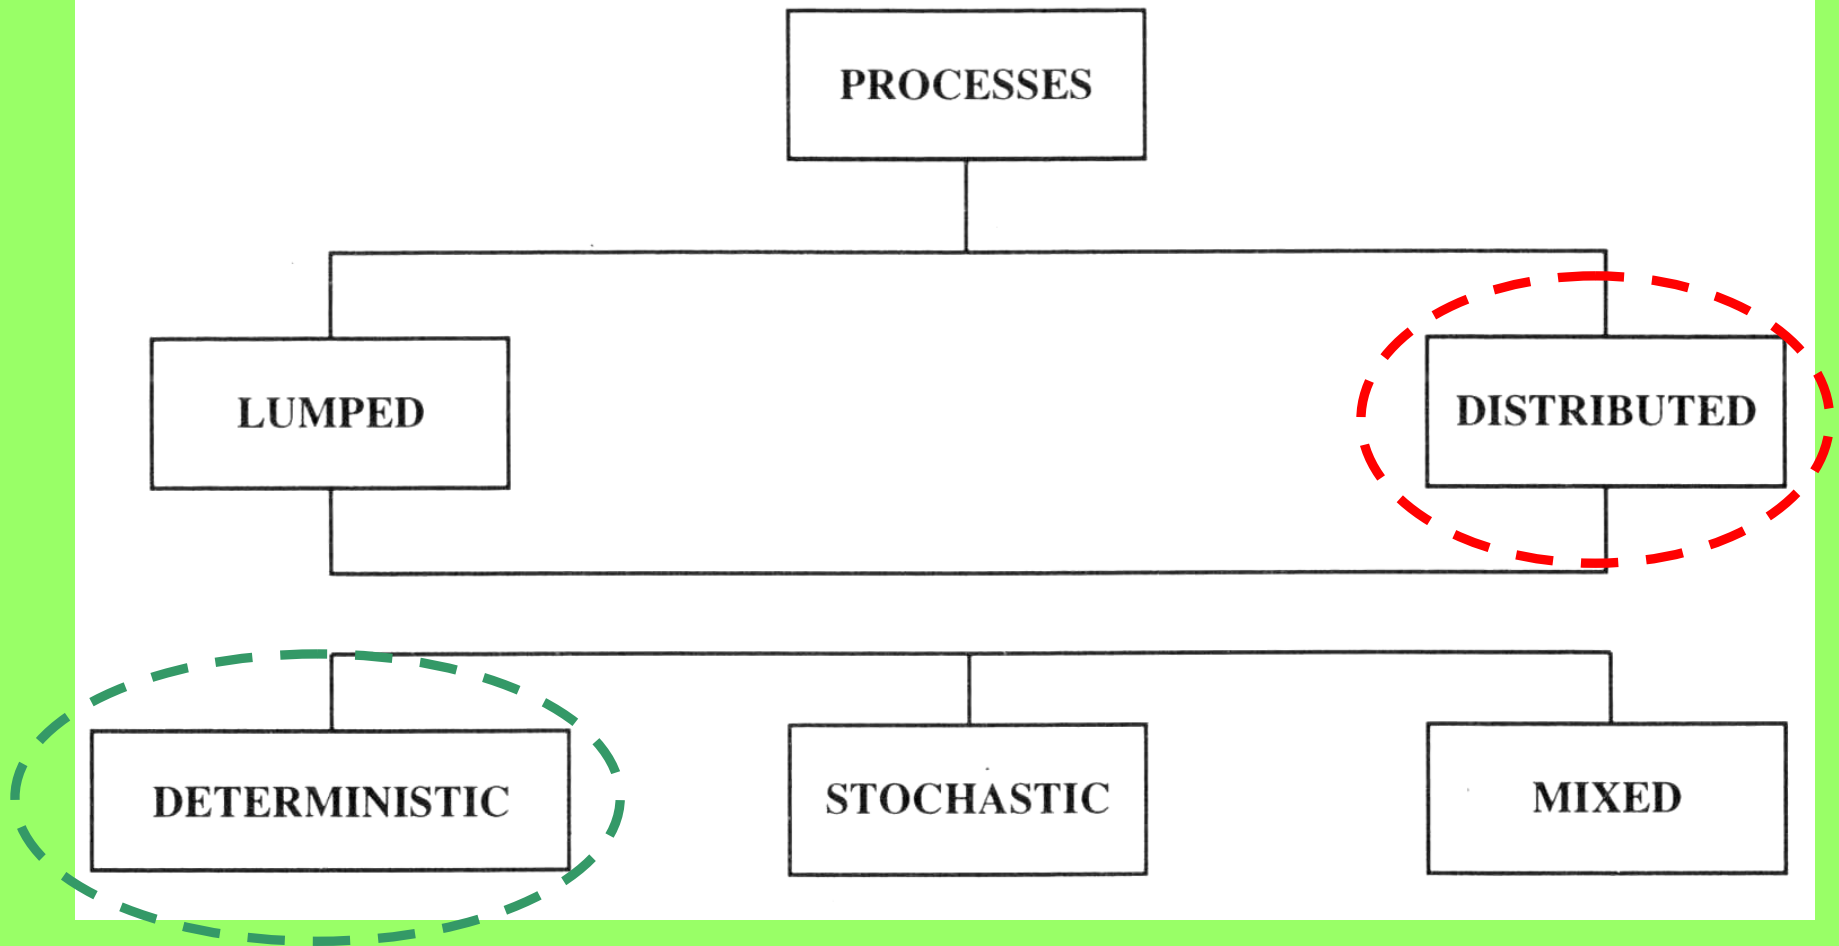 PROCESSES
LUMPED
DISTRIBUTED
DETERMINISTIC
STOCHASTIC
MIXED